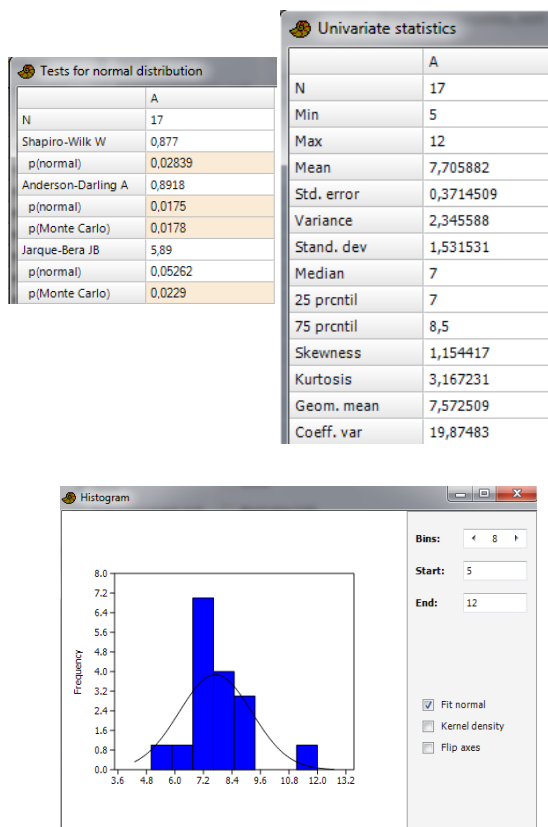 Tests for normal distribution
A
N 17
Shapiro-Wilk W 0,877
p(normal) 0,02839
Anderson-Darling A 0,8918
p(normal) 0,0175
p(Monte Carlo) 0,0178
Jarque-Bera JB 5,89
p(normal) 0,05262
p(Monte Carlo) 0,0229
Univariate statistics
A
N 17
Min 5
Max 12
Mean 7,705882
Std. error 0,3714509
Variance 2,345588
Stand. dev 1,531531
Median 7
25 prcntil 7
75 prcntil 8,5
Skewness 1,154417
Kurtosis 3,167231
Geom. mean 7,572509
Coeff. var 19,87483
Histogram
Bins: 8
Start: 5
End: 12
Fit normal
Kernel density
Flip axes
Frequency
8.0
7.2
6.4
5.6
4.8
4.0
3.2
2.4
1.6
0.8
0.0
3.6 4.8 6.0 7.2 8.4 9.6 10.8 12.0 13.2